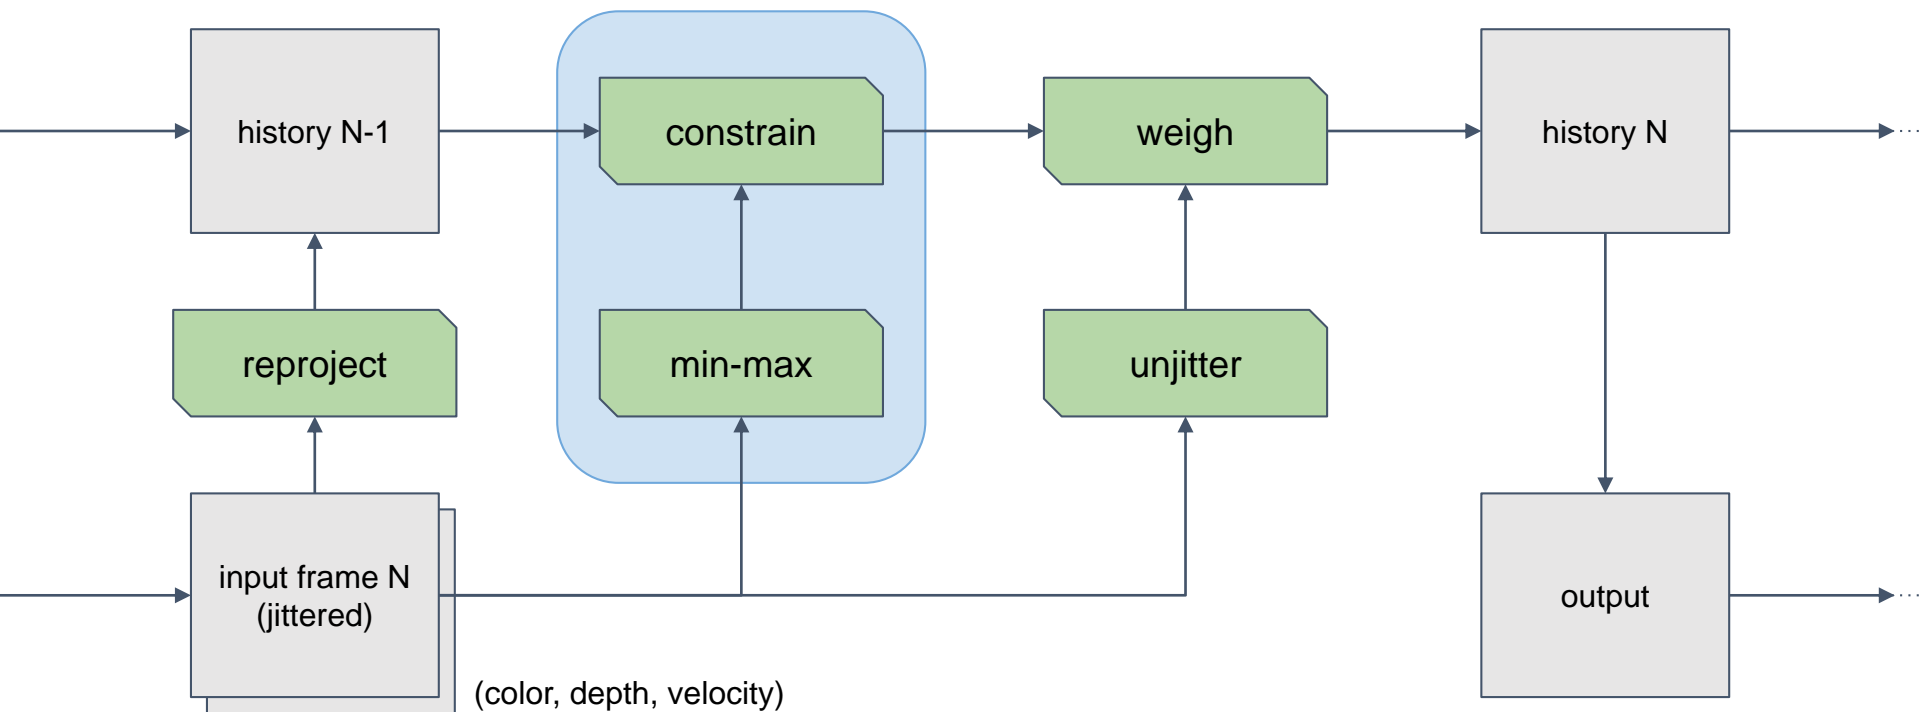 history N-1
constrain
weigh
history N
reproject
min-max
unjitter
input frame N
(jittered)
output
(color, depth, velocity)